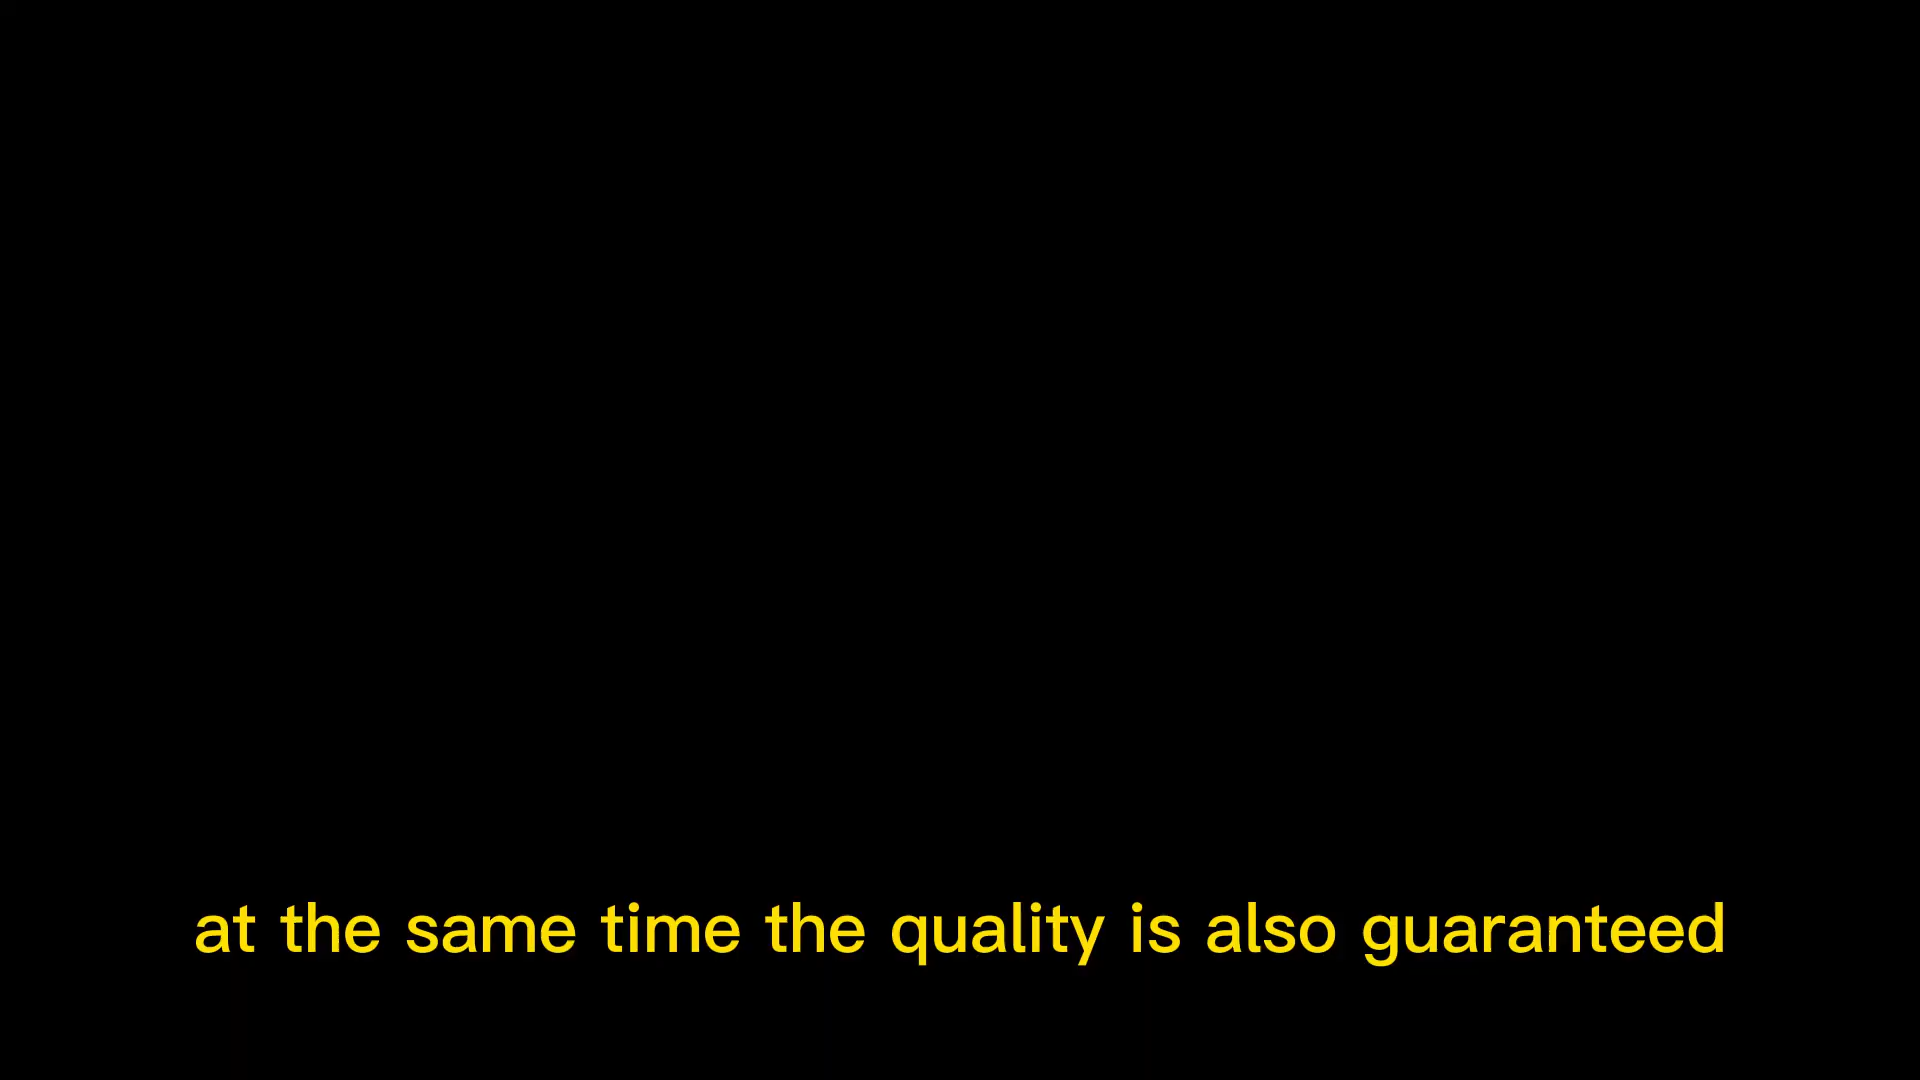 at the same time the quality is also guaranteed